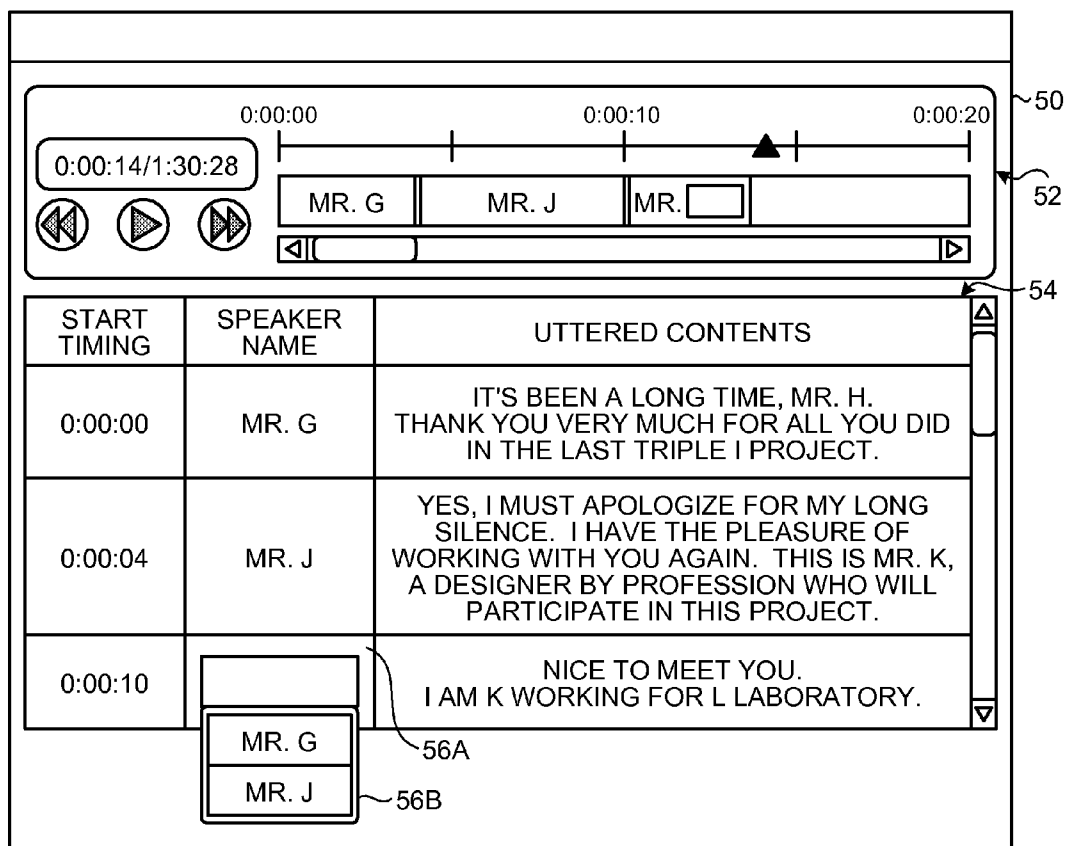 0:00:00 0:00:10 0:00:20
50
0:00:14/1:30:28
52
MR. G MR. J MR.
54
START TIMING SPEAKER NAME UTTERED CONTENTS
0:00:00 MR. G IT'S BEEN A LONG TIME, MR. H.
THANK YOU VERY MUCH FOR ALL YOU DID
IN THE LAST TRIPLE I PROJECT.
0:00:04 MR. J YES, I MUST APOLOGIZE FOR MY LONG
SILENCE. I HAVE THE PLEASURE OF
WORKING WITH YOU AGAIN. THIS IS MR. K,
A DESIGNER BY PROFESSION WHO WILL
PARTICIPATE IN THIS PROJECT.
0:00:10 NICE TO MEET YOU.
I AM K WORKING FOR L LABORATORY.
MR. G
56A
MR. J
56B